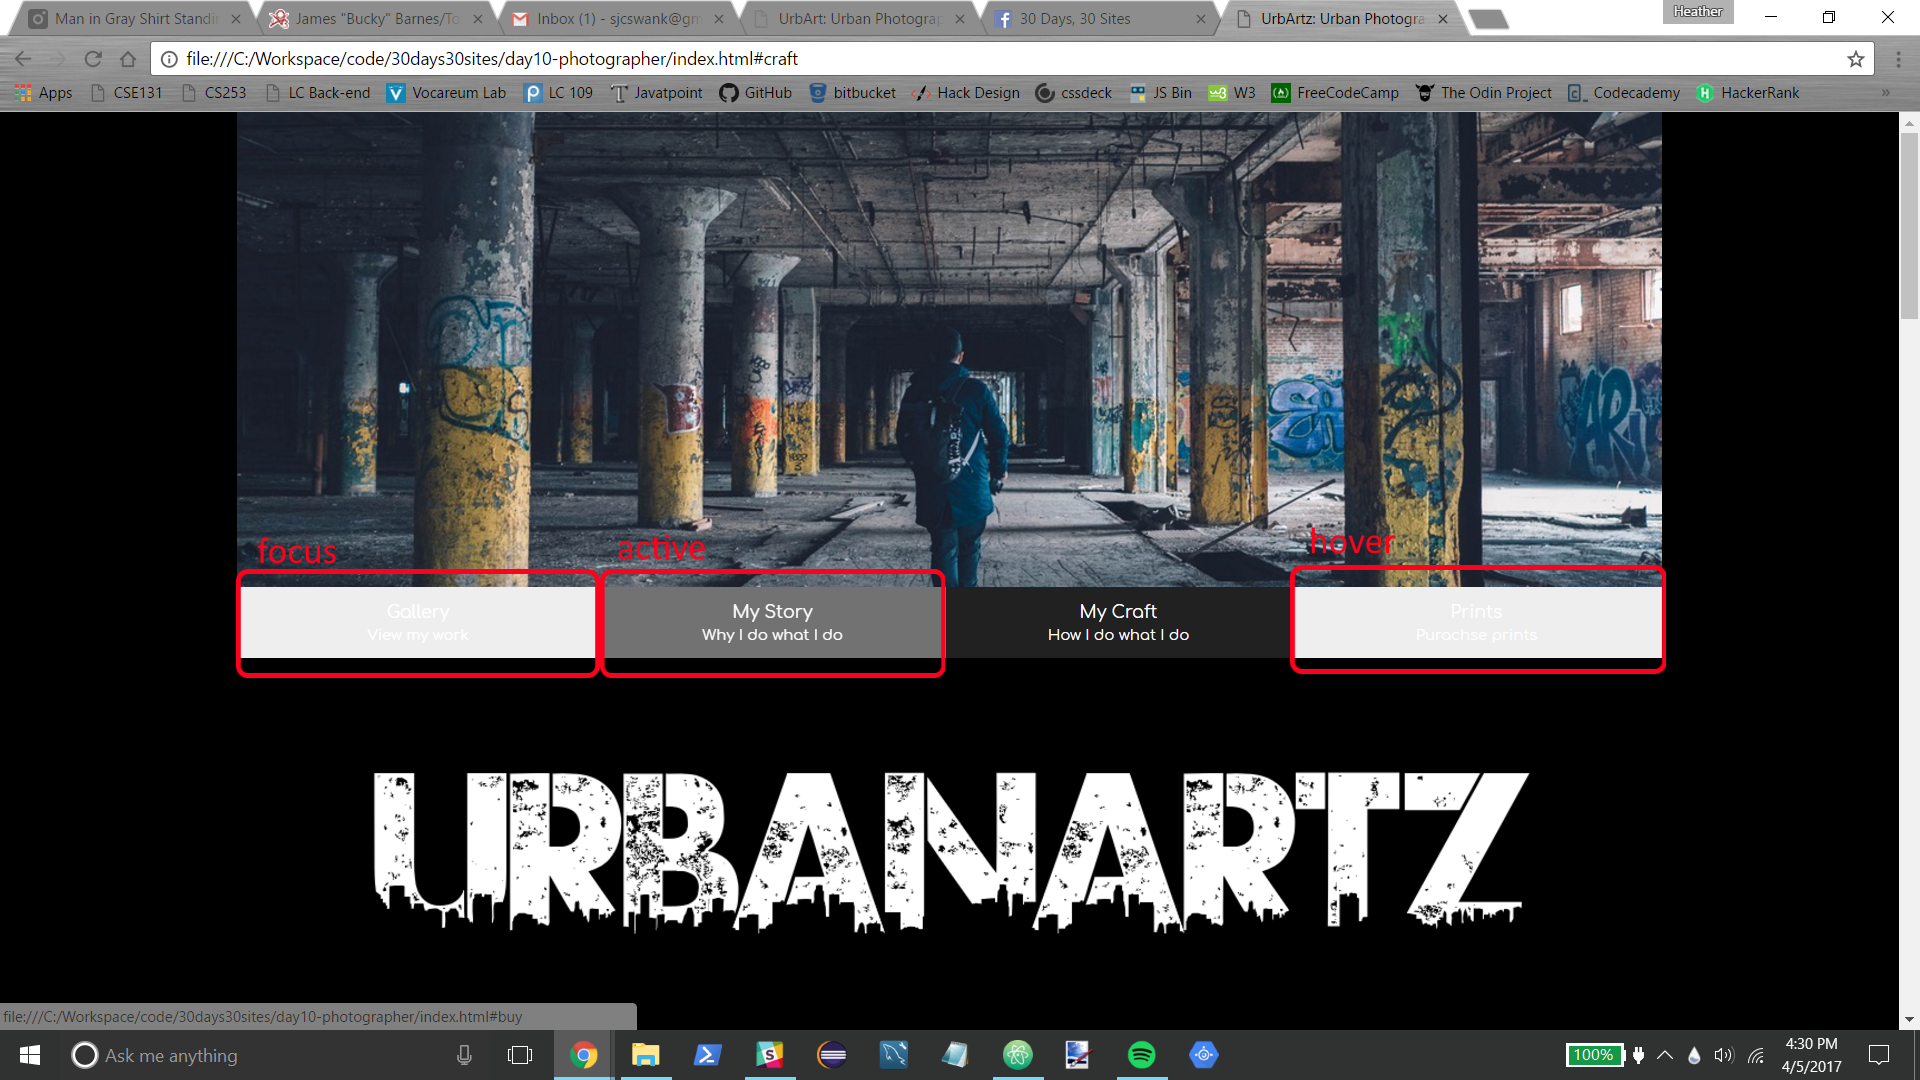 Man in Gray Shirt Standi
James "Bucky" Barnes/To
Inbox (1) - sjcswank@gm
UrbArt: Urban Photograp
30 Days, 30 Sites
UrbArtz: Urban Photogra
Heather
file:///C:/Workspace/code/30days30sites/day10-photographer/index.html#craft
Apps
CSE131
CS253
LC Back-end
Vocareum Lab
LC 109
Javatpoint
GitHub
bitbucket
Hack Design
cssdeck
JS Bin
W3
FreeCodeCamp
The Odin Project
Codecademy
HackerRank
»
focus
active
hover
Gallery
View my work
My Story
Why I do what I do
My Craft
How I do what I do
Prints
Purachse prints
URBANARTZ
file:///C:/Workspace/code/30days30sites/day10-photographer/index.html#buy
Ask me anything
100%
4:30 PM
4/5/2017